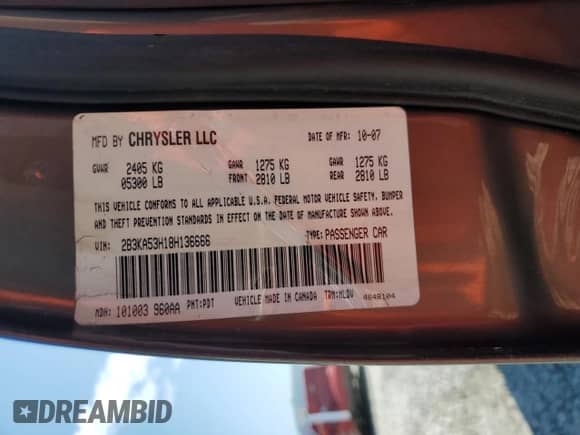 MFD BY CHRYSLER LLC DATE OF MFR: 10-07
GVWR 2405 KG GAWR 1275 KG GAWR 1275 KG
05300 LB FRONT 2810 LB REAR 2810 LB
THIS VEHICLE CONFORMS TO ALL APPLICABLE U.S.A. FEDERAL MOTOR VEHICLE SAFETY, BUMPER
AND THEFT PREVENTION STANDARDS IN EFFECT ON THE DATE OF MANUFACTURE SHOWN ABOVE.
VIN: 2B3KA53H18H136666 TYPE: PASSENGER CAR
MDH: 101003 960AA PNT: PDT VEHICLE MADE IN CANADA TRM: MLDV 4648104
DREAMBID